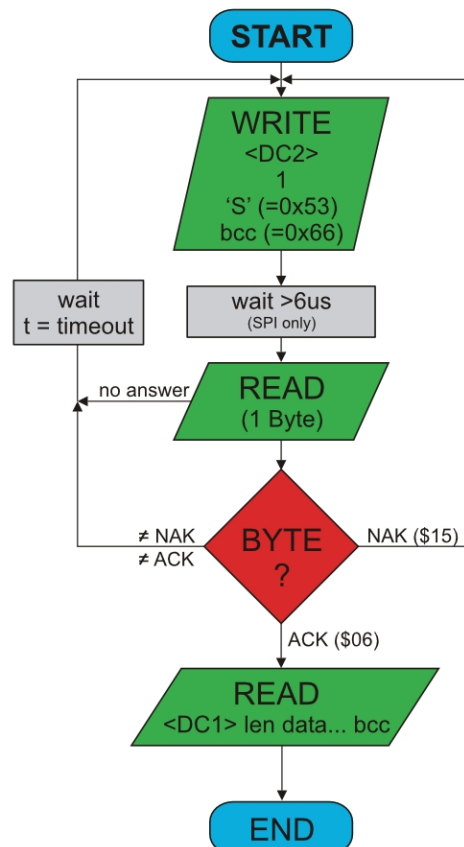 START
WRITE
<DC2>
1
‘S’ (=0x53)
bcc (=0x66)
wait
t = timeout
wait >6us
(SPI only)
no answer
READ
(1 Byte)
≠ NAK
≠ ACK
BYTE
?
NAK ($15)
ACK ($06)
READ
<DC1> len data... bcc
END